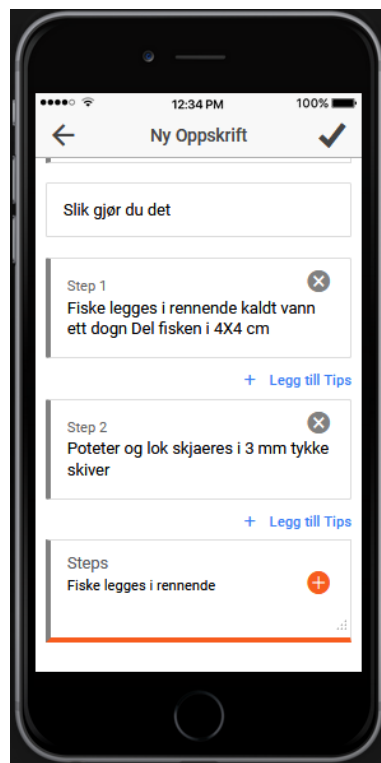 12:34 PM
100%
Ny Oppskrift
Slik gjør du det
Step 1
Fiske legges i rennende kaldt vann
ett dogn Del fisken i 4X4 cm
+ Legg till Tips
Step 2
Poteter og lok skjaeres i 3 mm tykke
skiver
+ Legg till Tips
Steps
Fiske legges i rennende